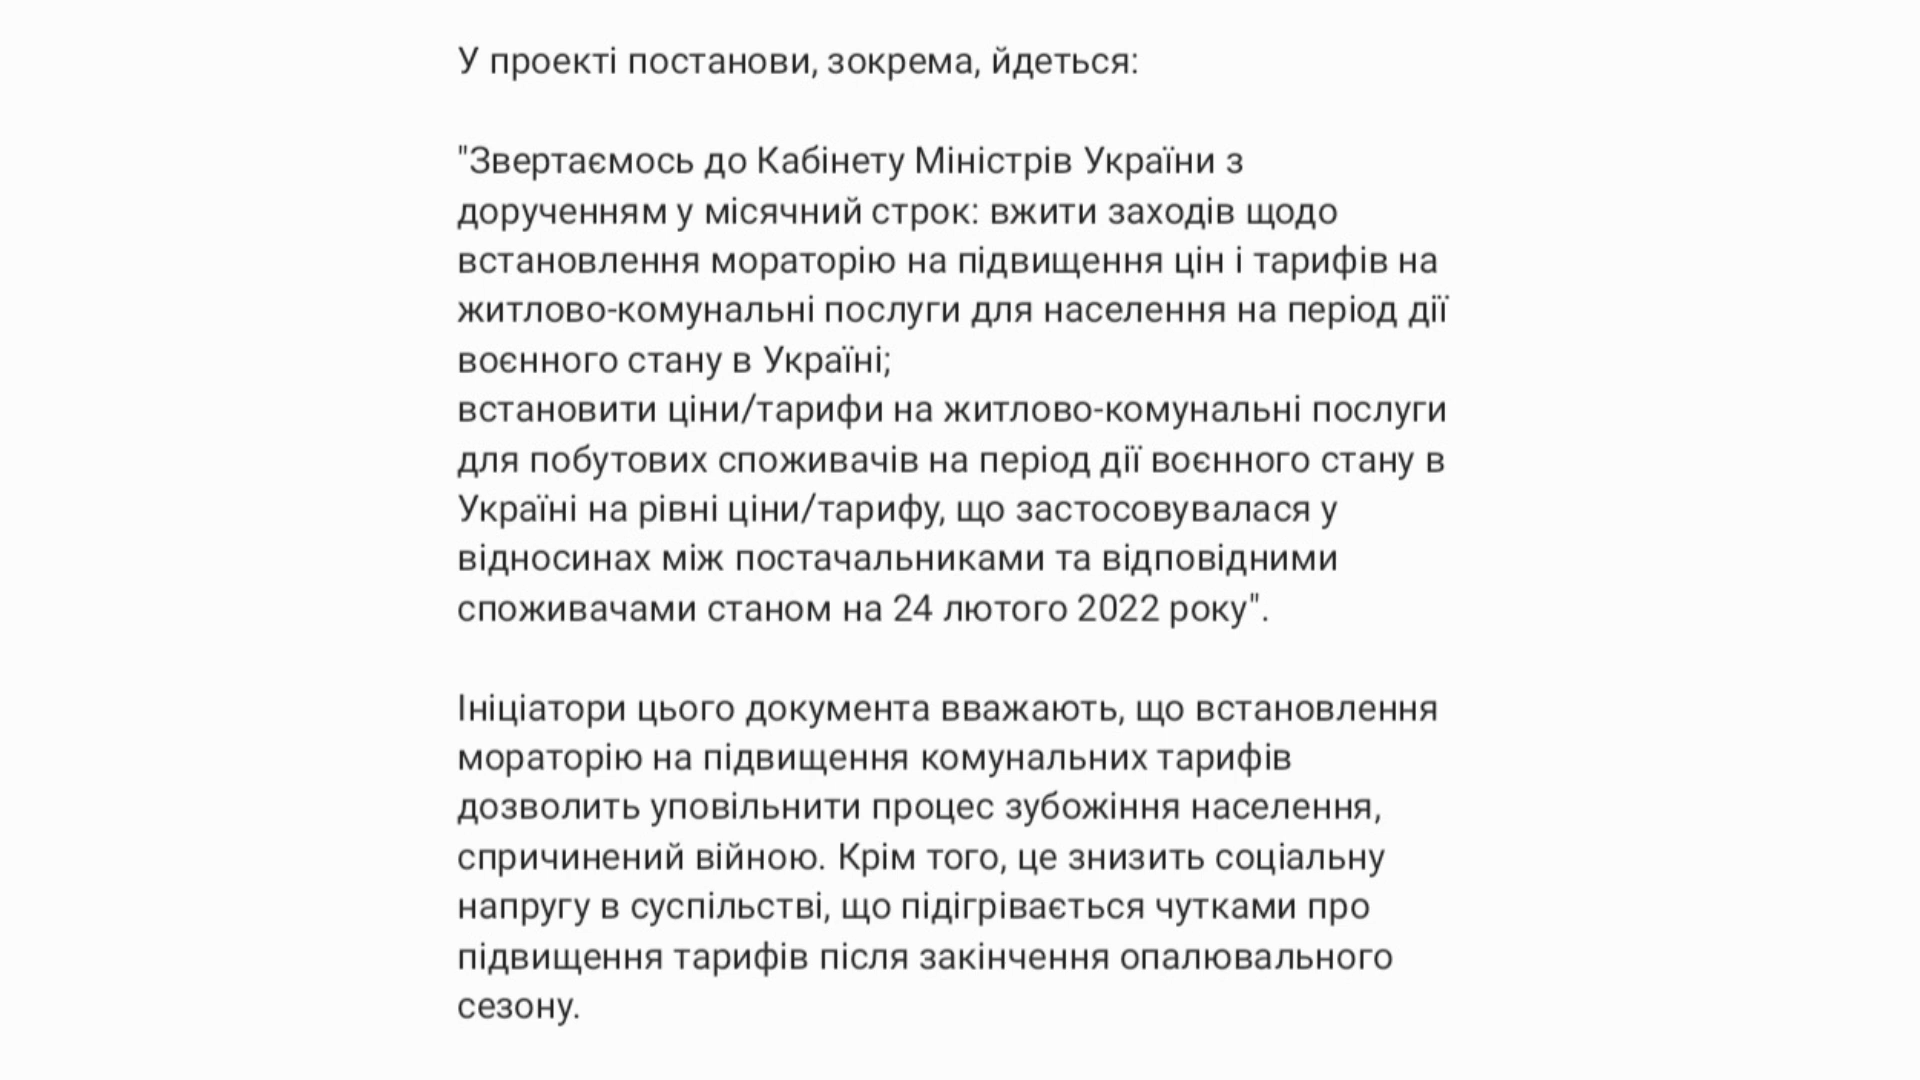 У проекті постанови, зокрема, йдеться:
"Звертаємось до Кабінету Міністрів України з
дорученням у місячний строк: вжити заходів щодо
встановлення мораторію на підвищення цін і тарифів на
житлово-комунальні послуги для населення на період дії
воєнного стану в Україні;
встановити ціни/тарифи на житлово-комунальні послуги
для побутових споживачів на період дії воєнного стану в
Україні на рівні ціни/тарифу, що застосовувалася у
відносинах між постачальниками та відповідними
споживачами станом на 24 лютого 2022 року".
Ініціатори цього документа вважають, що встановлення
мораторію на підвищення комунальних тарифів
дозволить уповільнити процес зубожіння населення,
спричинений війною. Крім того, це знизить соціальну
напругу в суспільстві, що підігрівається чутками про
підвищення тарифів після закінчення опалювального
сезону.